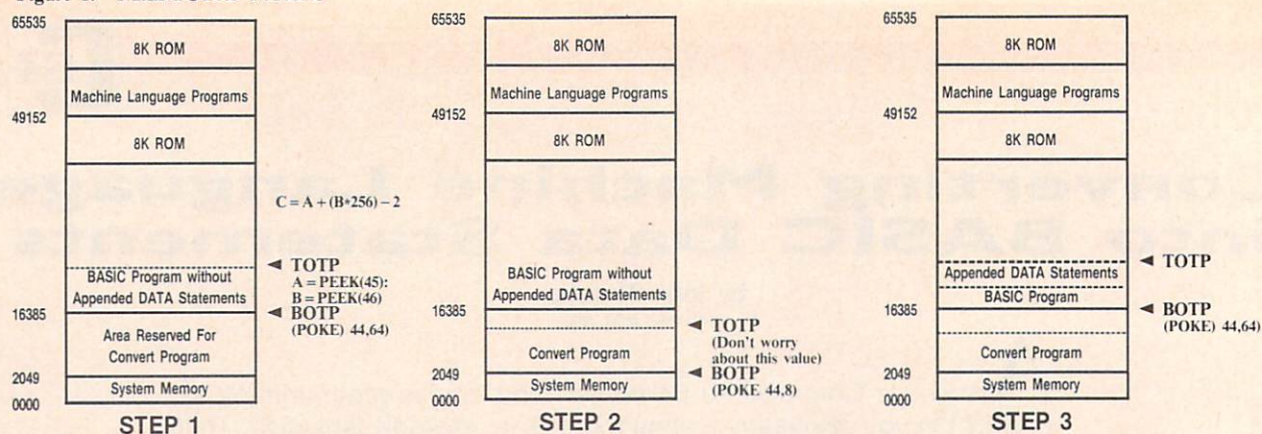 65535
8K ROM
Machine Language Programs
49152
8K ROM
C = A + (B*256) – 2
◄ TOTP
BASIC Program without
A = PEEK(45):
Appended DATA Statements
B = PEEK(46)
16385
◄ BOTP
(POKE) 44,64)
Area Reserved For
Convert Program
2049
System Memory
0000
STEP 1
65535
8K ROM
Machine Language Programs
49152
8K ROM
BASIC Program without
Appended DATA Statements
16385
◄ TOTP
(Don't worry
about this value)
Convert Program
2049
◄ BOTP
(POKE 44,8)
System Memory
0000
STEP 2
65535
8K ROM
Machine Language Programs
49152
8K ROM
◄ TOTP
Appended DATA Statements
BASIC Program
16385
◄ BOTP
(POKE) 44,64)
Convert Program
2049
System Memory
0000
STEP 3